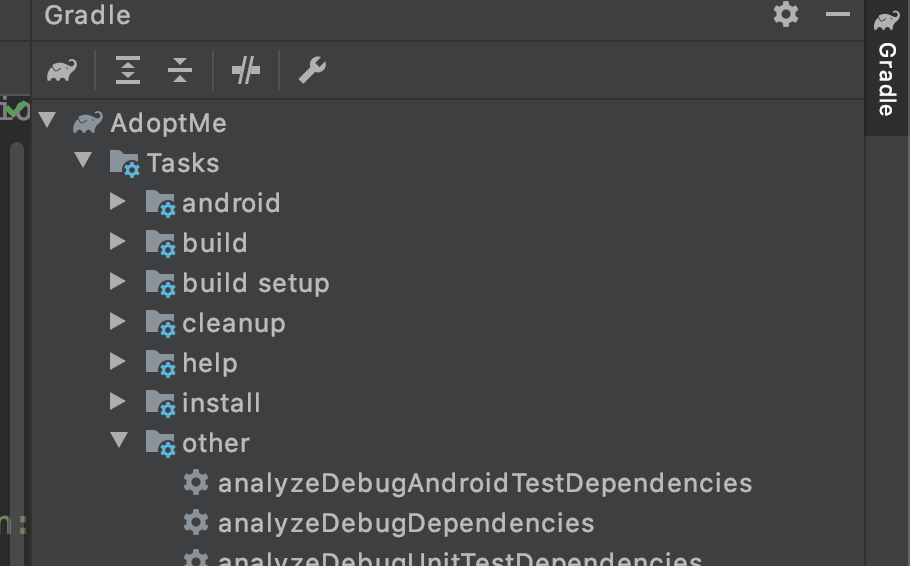 Gradle
Gradle
AdoptMe
Tasks
android
build
build setup
cleanup
help
install
other
analyzeDebugAndroidTestDependencies
analyzeDebugDependencies
analyzeDebugUnitTestDependencies